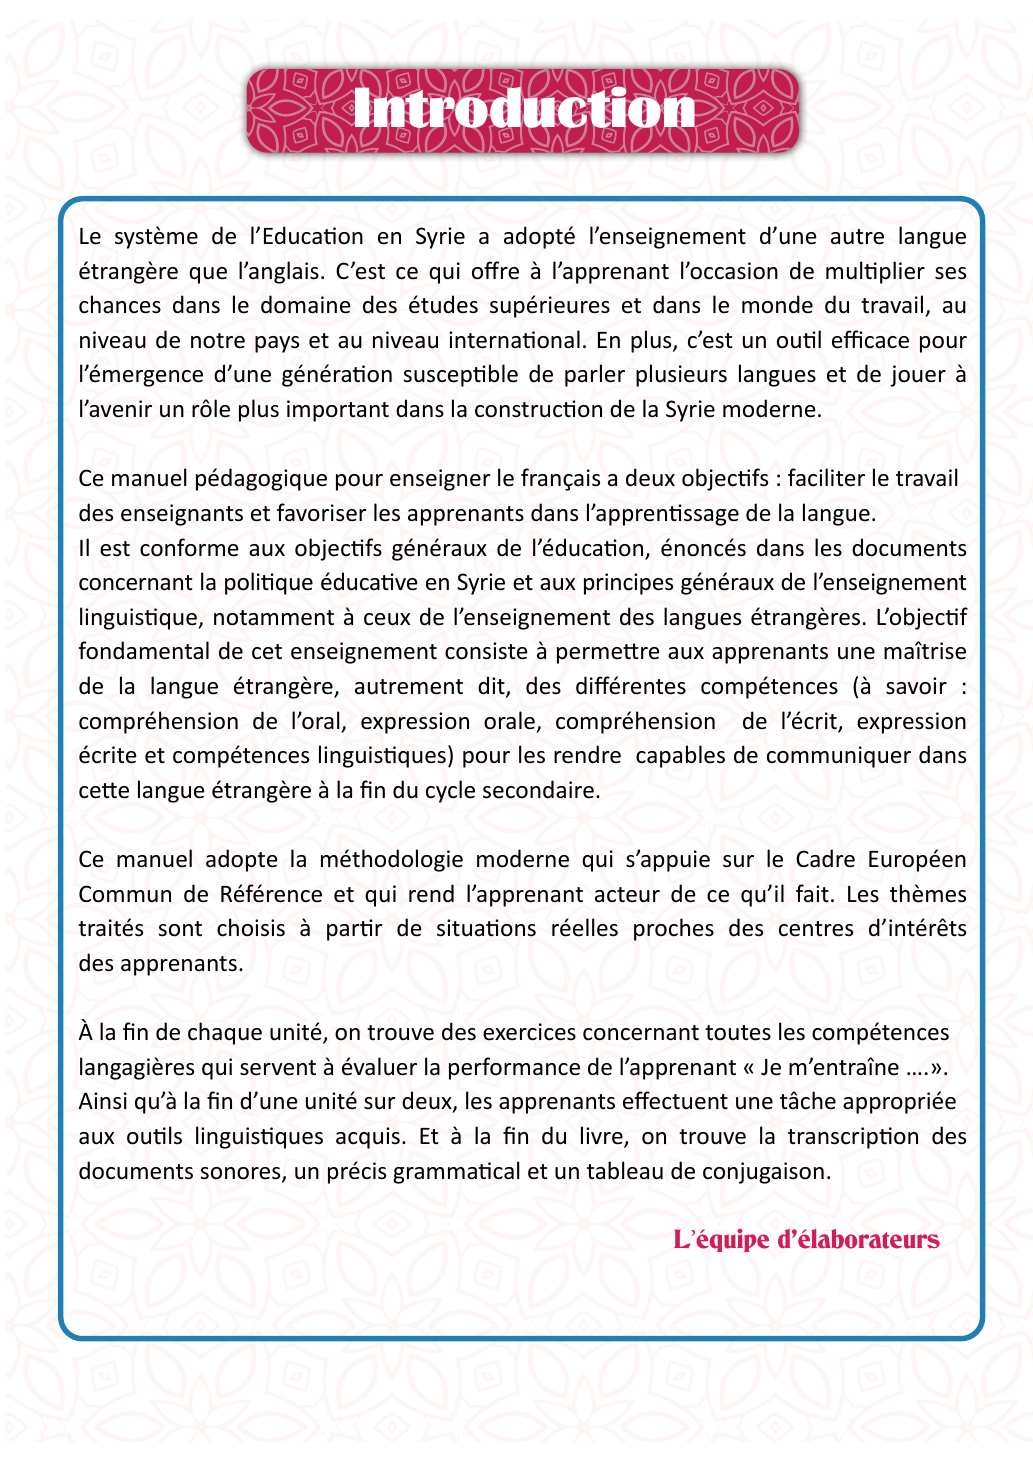 Introduction
Le système de l’Education en Syrie a adopté l’enseignement d’une autre langue
étrangère que l’anglais. C’est ce qui offre à l’apprenant l’occasion de multiplier ses
chances dans le domaine des études supérieures et dans le monde du travail, au
niveau de notre pays et au niveau international. En plus, c’est un outil efficace pour
l’émergence d’une génération susceptible de parler plusieurs langues et de jouer à
l’avenir un rôle plus important dans la construction de la Syrie moderne.
Ce manuel pédagogique pour enseigner le français a deux objectifs : faciliter le travail
des enseignants et favoriser les apprenants dans l’apprentissage de la langue.
Il est conforme aux objectifs généraux de l’éducation, énoncés dans les documents
concernant la politique éducative en Syrie et aux principes généraux de l’enseignement
linguistique, notamment à ceux de l’enseignement des langues étrangères. L’objectif
fondamental de cet enseignement consiste à permettre aux apprenants une maîtrise
de la langue étrangère, autrement dit, des différentes compétences (à savoir :
compréhension de l’oral, expression orale, compréhension de l’écrit, expression
écrite et compétences linguistiques) pour les rendre capables de communiquer dans
cette langue étrangère à la fin du cycle secondaire.
Ce manuel adopte la méthodologie moderne qui s’appuie sur le Cadre Européen
Commun de Référence et qui rend l’apprenant acteur de ce qu’il fait. Les thèmes
traités sont choisis à partir de situations réelles proches des centres d’intérêts
des apprenants.
À la fin de chaque unité, on trouve des exercices concernant toutes les compétences
langagières qui servent à évaluer la performance de l’apprenant « Je m’entraîne ….».
Ainsi qu’à la fin d’une unité sur deux, les apprenants effectuent une tâche appropriée
aux outils linguistiques acquis. Et à la fin du livre, on trouve la transcription des
documents sonores, un précis grammatical et un tableau de conjugaison.
L’équipe d’élaborateurs